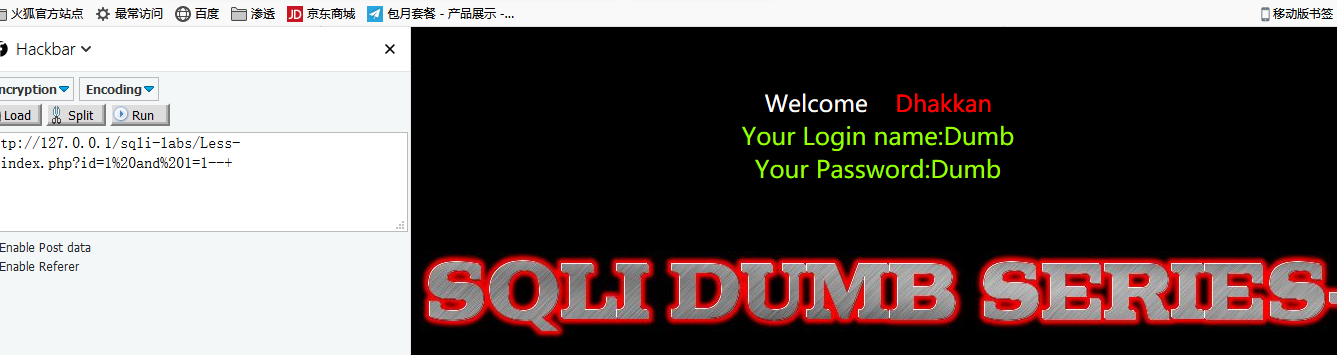 火狐官方站点 最常访问 百度 渗透 JD 京东商城 包月套餐 - 产品展示 -... 移动版书签
Hackbar
ncryption Encoding
Load Split Run
tp://127.0.0.1/sqli-labs/Less-
index.php?id=1%20and%201=1--+
Enable Post data
Enable Referer
Welcome Dhakkan
Your Login name:Dumb
Your Password:Dumb
SQLI DUMB SERIES-